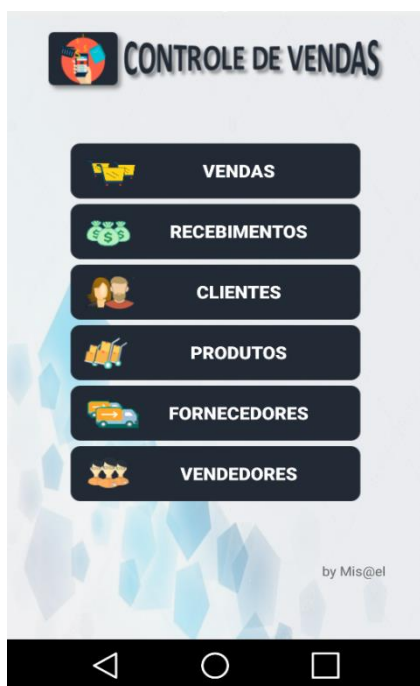 CONTROLE DE VENDAS
VENDAS
RECEBIMENTOS
CLIENTES
PRODUTOS
FORNECEDORES
VENDEDORES
by Mis@el